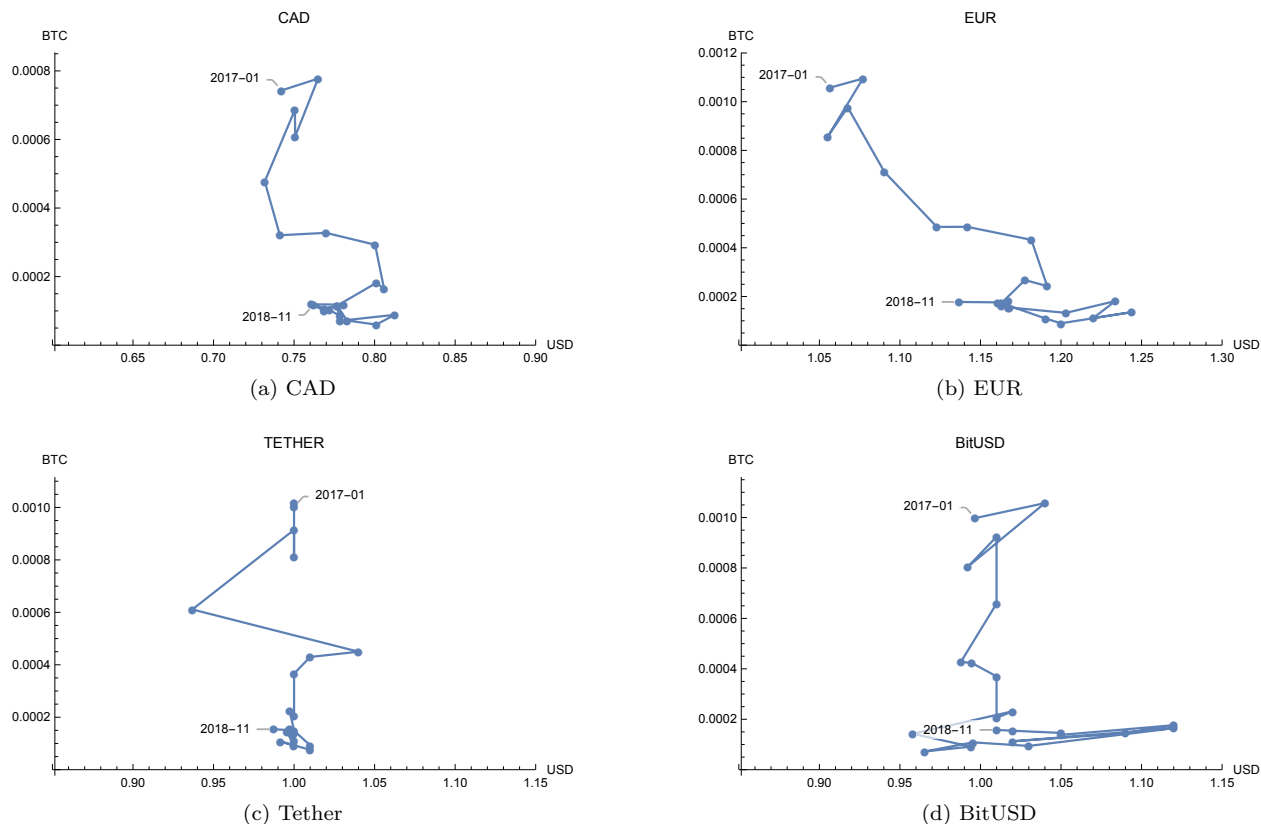 CAD
BTC
0.0008
0.0006
0.0004
0.0002
2017-01
2018-11
0.65 0.70 0.75 0.80 0.85 0.90
USD
(a) CAD
EUR
BTC
0.0012
0.0010
0.0008
0.0006
0.0004
0.0002
2017-01
2018-11
1.05 1.10 1.15 1.20 1.25 1.30
USD
(b) EUR
TETHER
BTC
0.0010
0.0008
0.0006
0.0004
0.0002
2017-01
2018-11
0.90 0.95 1.00 1.05 1.10 1.15
USD
(c) Tether
BitUSD
BTC
0.0010
0.0008
0.0006
0.0004
0.0002
2017-01
2018-11
0.90 0.95 1.00 1.05 1.10 1.15
USD
(d) BitUSD